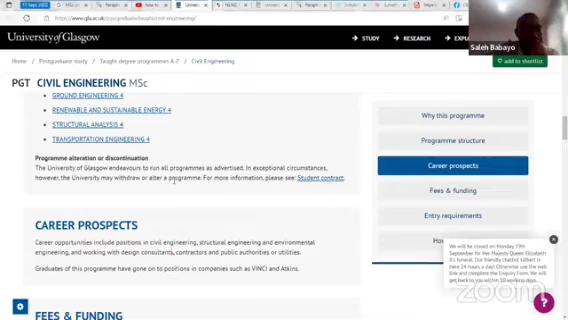 11 Sept 2022
https://www.gla.ac.uk/postgraduate/taught/civil-engineering/
University of Glasgow
STUDY
RESEARCH
EXPL
Saleh Babayo
Home > Postgraduate study > Taught degree programmes A-Z > Civil Engineering
add to shortlist
PGT CIVIL ENGINEERING MSc
GROUND ENGINEERING 4
RENEWABLE AND SUSTAINABLE ENERGY 4
STRUCTURAL ANALYSIS 4
TRANSPORTATION ENGINEERING 4
Programme alteration or discontinuation
The University of Glasgow endeavours to run all programmes as advertised. In exceptional circumstances,
however, the University may withdraw or alter a programme. For more information, please see: Student contract.
CAREER PROSPECTS
Career opportunities include positions in civil engineering, structural engineering and environmental
engineering, and working with design consultants, contractors and public authorities or utilities.
Graduates of this programme have gone on to positions in companies such as VINCI and Atkins.
FEES & FUNDING
Why this programme
Programme structure
Career prospects
Fees & funding
Entry requirements
How
We will be closed on Monday 19th
September for Her Majesty Queen Elizabeth
II's funeral. Our friendly chatbot Gilbert is
here 24 hours a day! Otherwise use the web
link and complete the Enquiry Form. We will
get back to you within 10 working days.
zoom
?